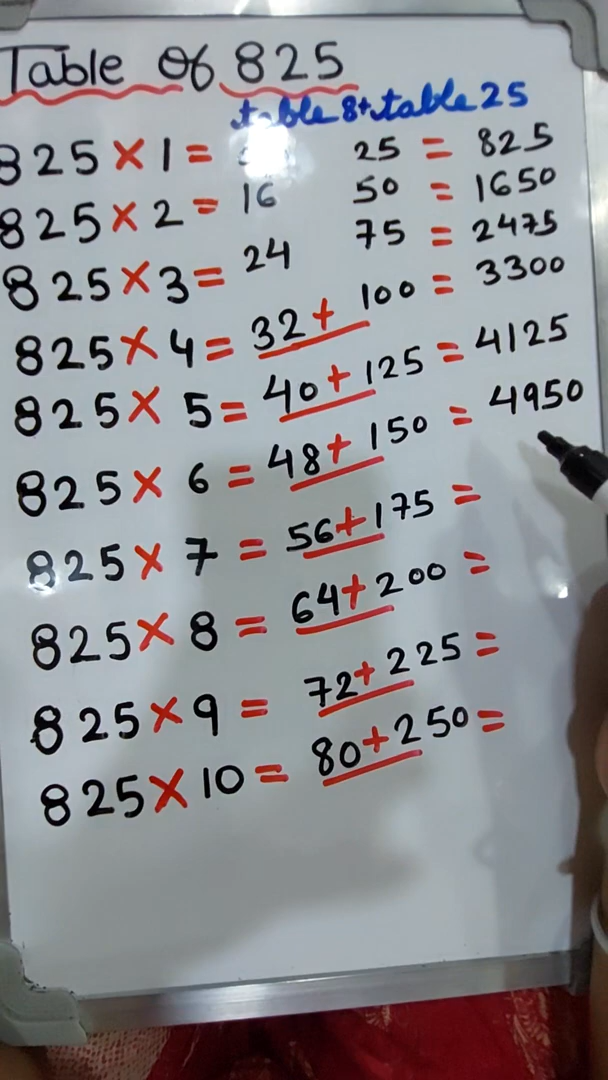 Table Of 825
table 8+table 25
825 × 1 = 25 = 825
825 × 2 = 16 50 = 1650
825 × 3 = 24 75 = 2475
825 × 4 = 32 + 100 = 3300
825 × 5 = 40 + 125 = 4125
825 × 6 = 48 + 150 = 4950
825 × 7 = 56 + 175 =
825 × 8 = 64 + 200 =
825 × 9 = 72 + 225 =
825 × 10 = 80 + 250 =